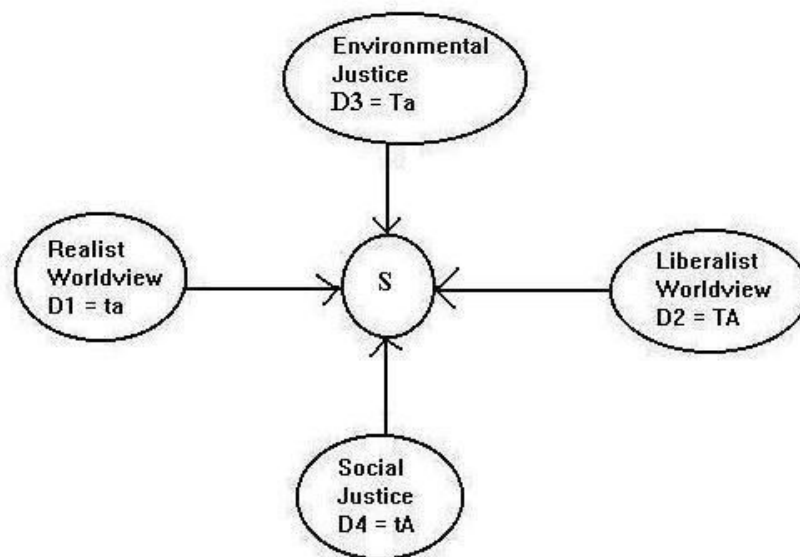 Environmental
Justice
D3 = Ta
Realist
Worldview
D1 = ta
S
Liberalist
Worldview
D2 = TA
Social
Justice
D4 = tA